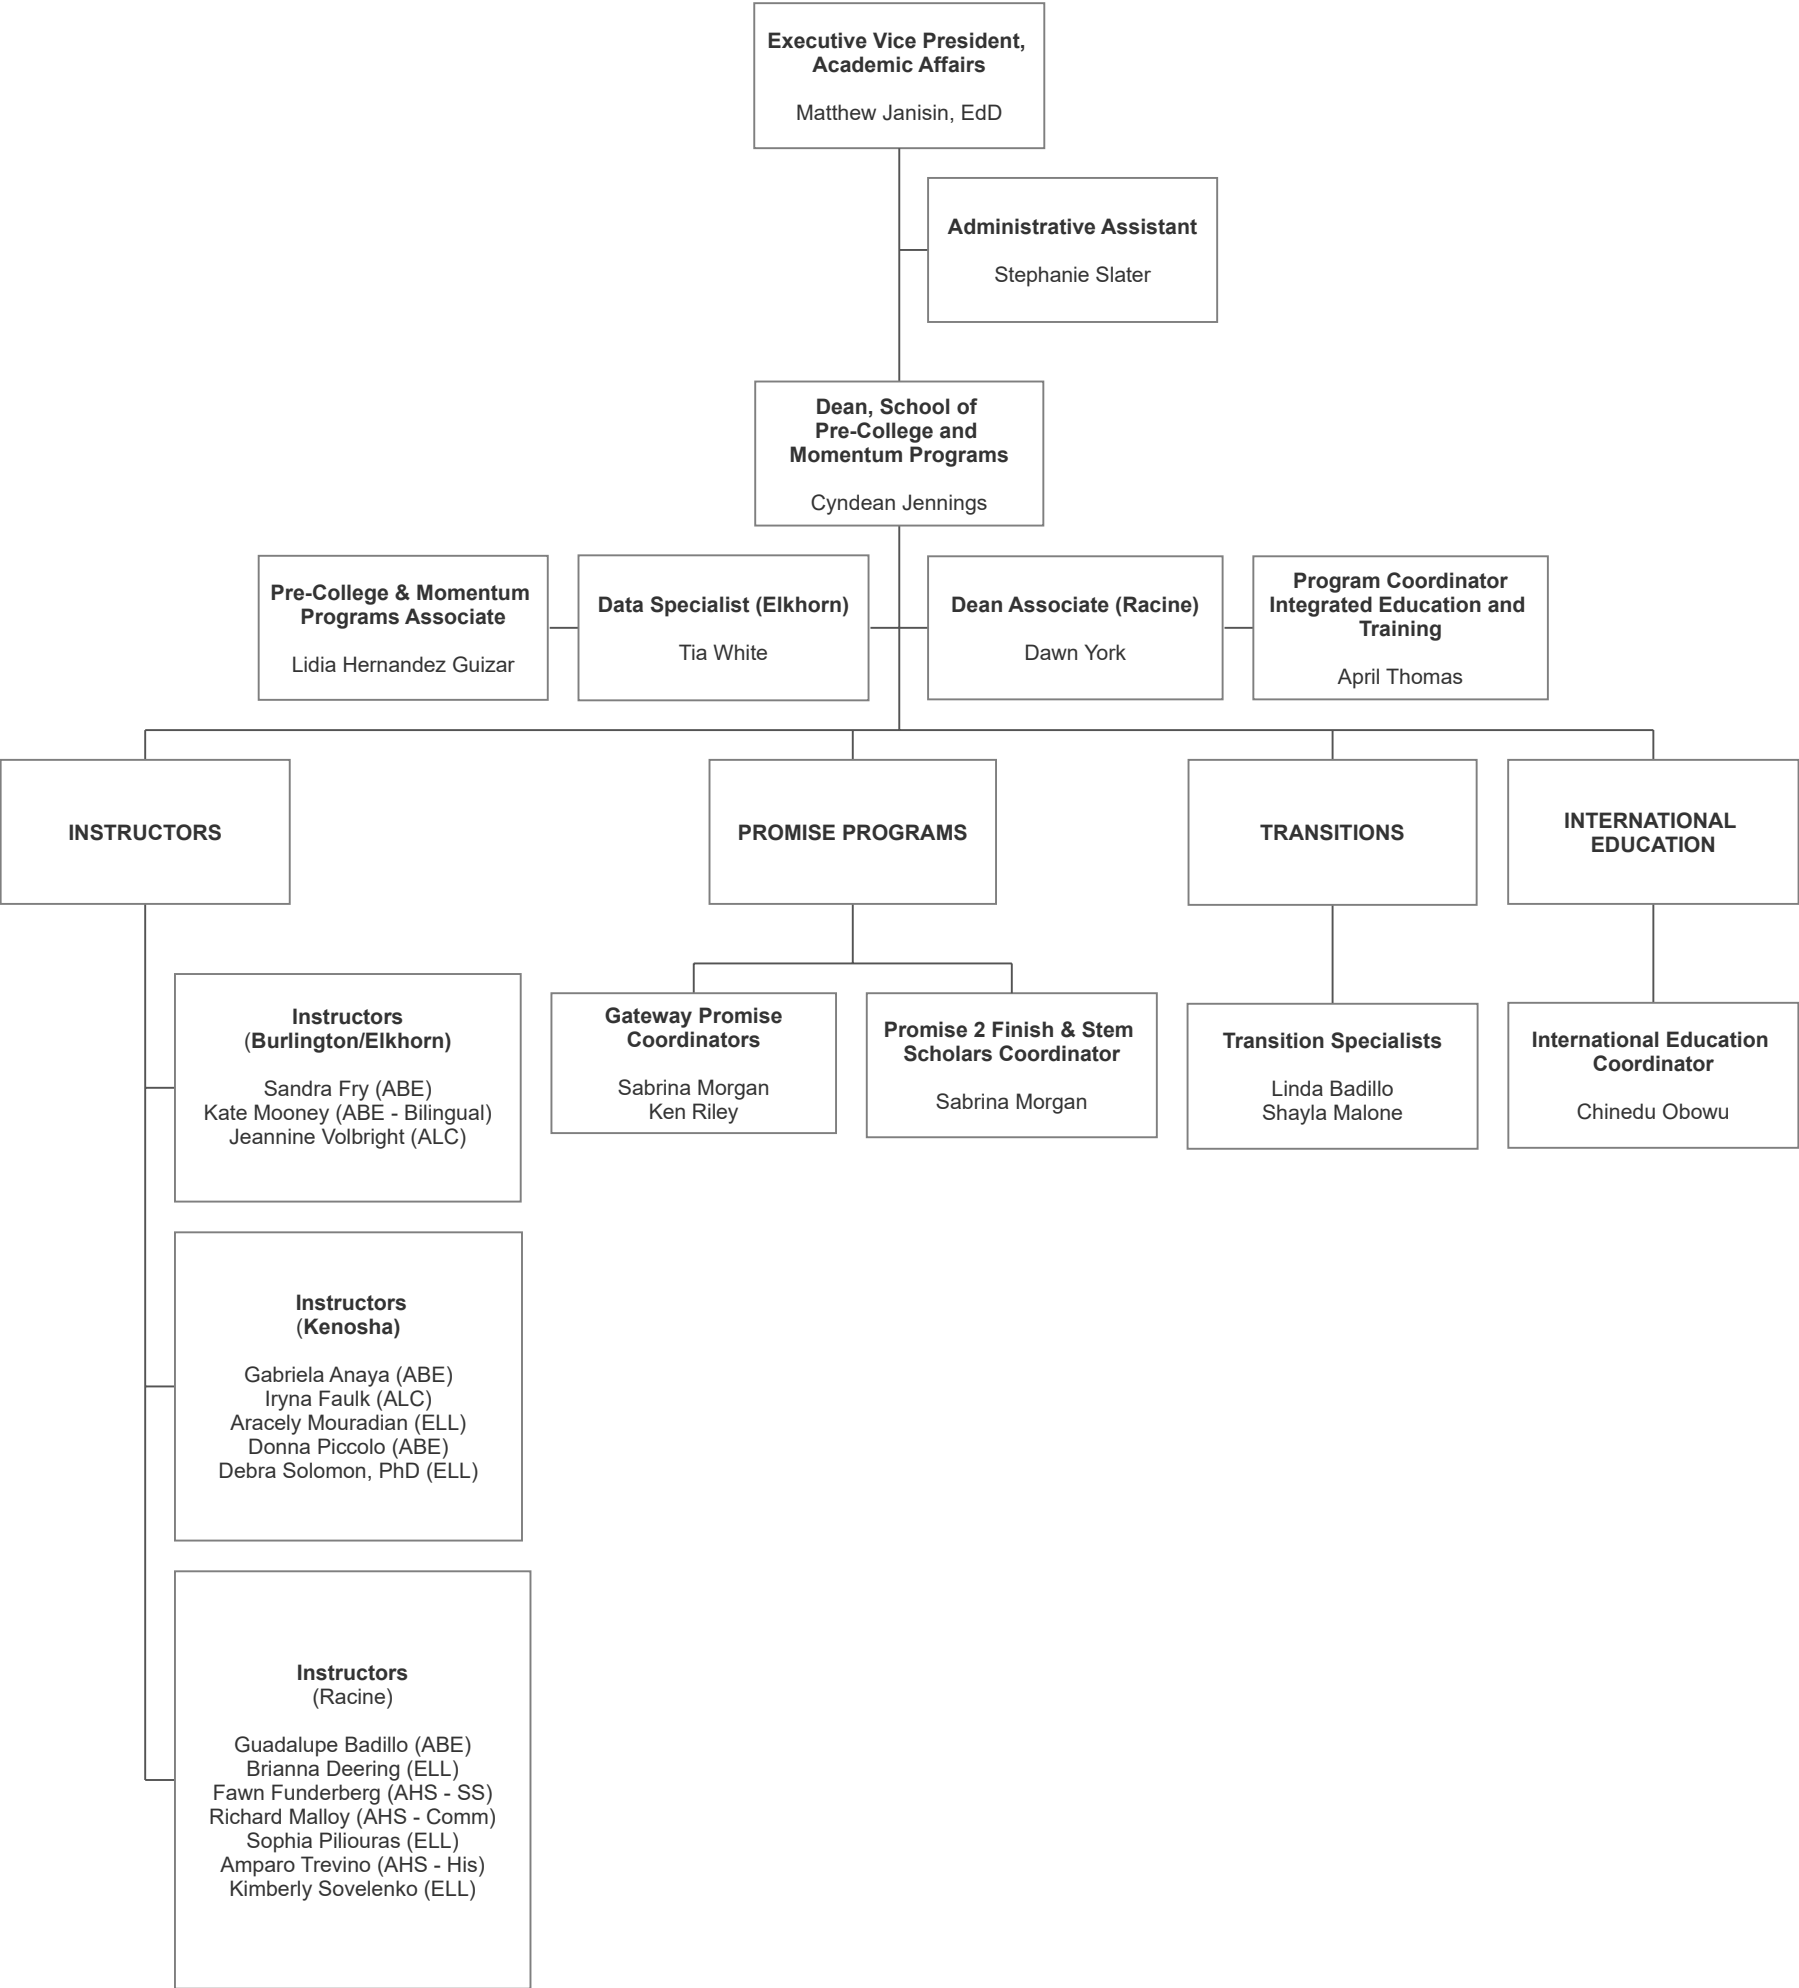 Executive Vice President,
Academic Affairs
Matthew Janisin, EdD
Administrative Assistant
Stephanie Slater
Dean, School of
Pre-College and
Momentum Programs
Cyndean Jennings
Pre-College & Momentum
Programs Associate
Lidia Hernandez Guizar
Data Specialist (Elkhorn)
Tia White
Dean Associate (Racine)
Dawn York
Program Coordinator
Integrated Education and
Training
April Thomas
INSTRUCTORS
PROMISE PROGRAMS
TRANSITIONS
INTERNATIONAL
EDUCATION
Instructors
(Burlington/Elkhorn)
Sandra Fry (ABE)
Kate Mooney (ABE - Bilingual)
Jeannine Volbright (ALC)
Gateway Promise
Coordinators
Sabrina Morgan
Ken Riley
Promise 2 Finish & Stem
Scholars Coordinator
Sabrina Morgan
Transition Specialists
Linda Badillo
Shayla Malone
International Education
Coordinator
Chinedu Obowu
Instructors
(Kenosha)
Gabriela Anaya (ABE)
Iryna Faulk (ALC)
Aracely Mouradian (ELL)
Donna Piccolo (ABE)
Debra Solomon, PhD (ELL)
Instructors
(Racine)
Guadalupe Badillo (ABE)
Brianna Deering (ELL)
Fawn Funderberg (AHS - SS)
Richard Malloy (AHS - Comm)
Sophia Piliouras (ELL)
Amparo Trevino (AHS - His)
Kimberly Sovelenko (ELL)